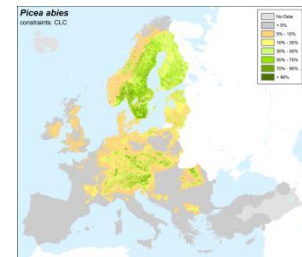 Picea abies
constraints: CLC
No Data
< 5%
5% - 10%
10% - 30%
30% - 50%
50% - 70%
70% - 90%
> 90%